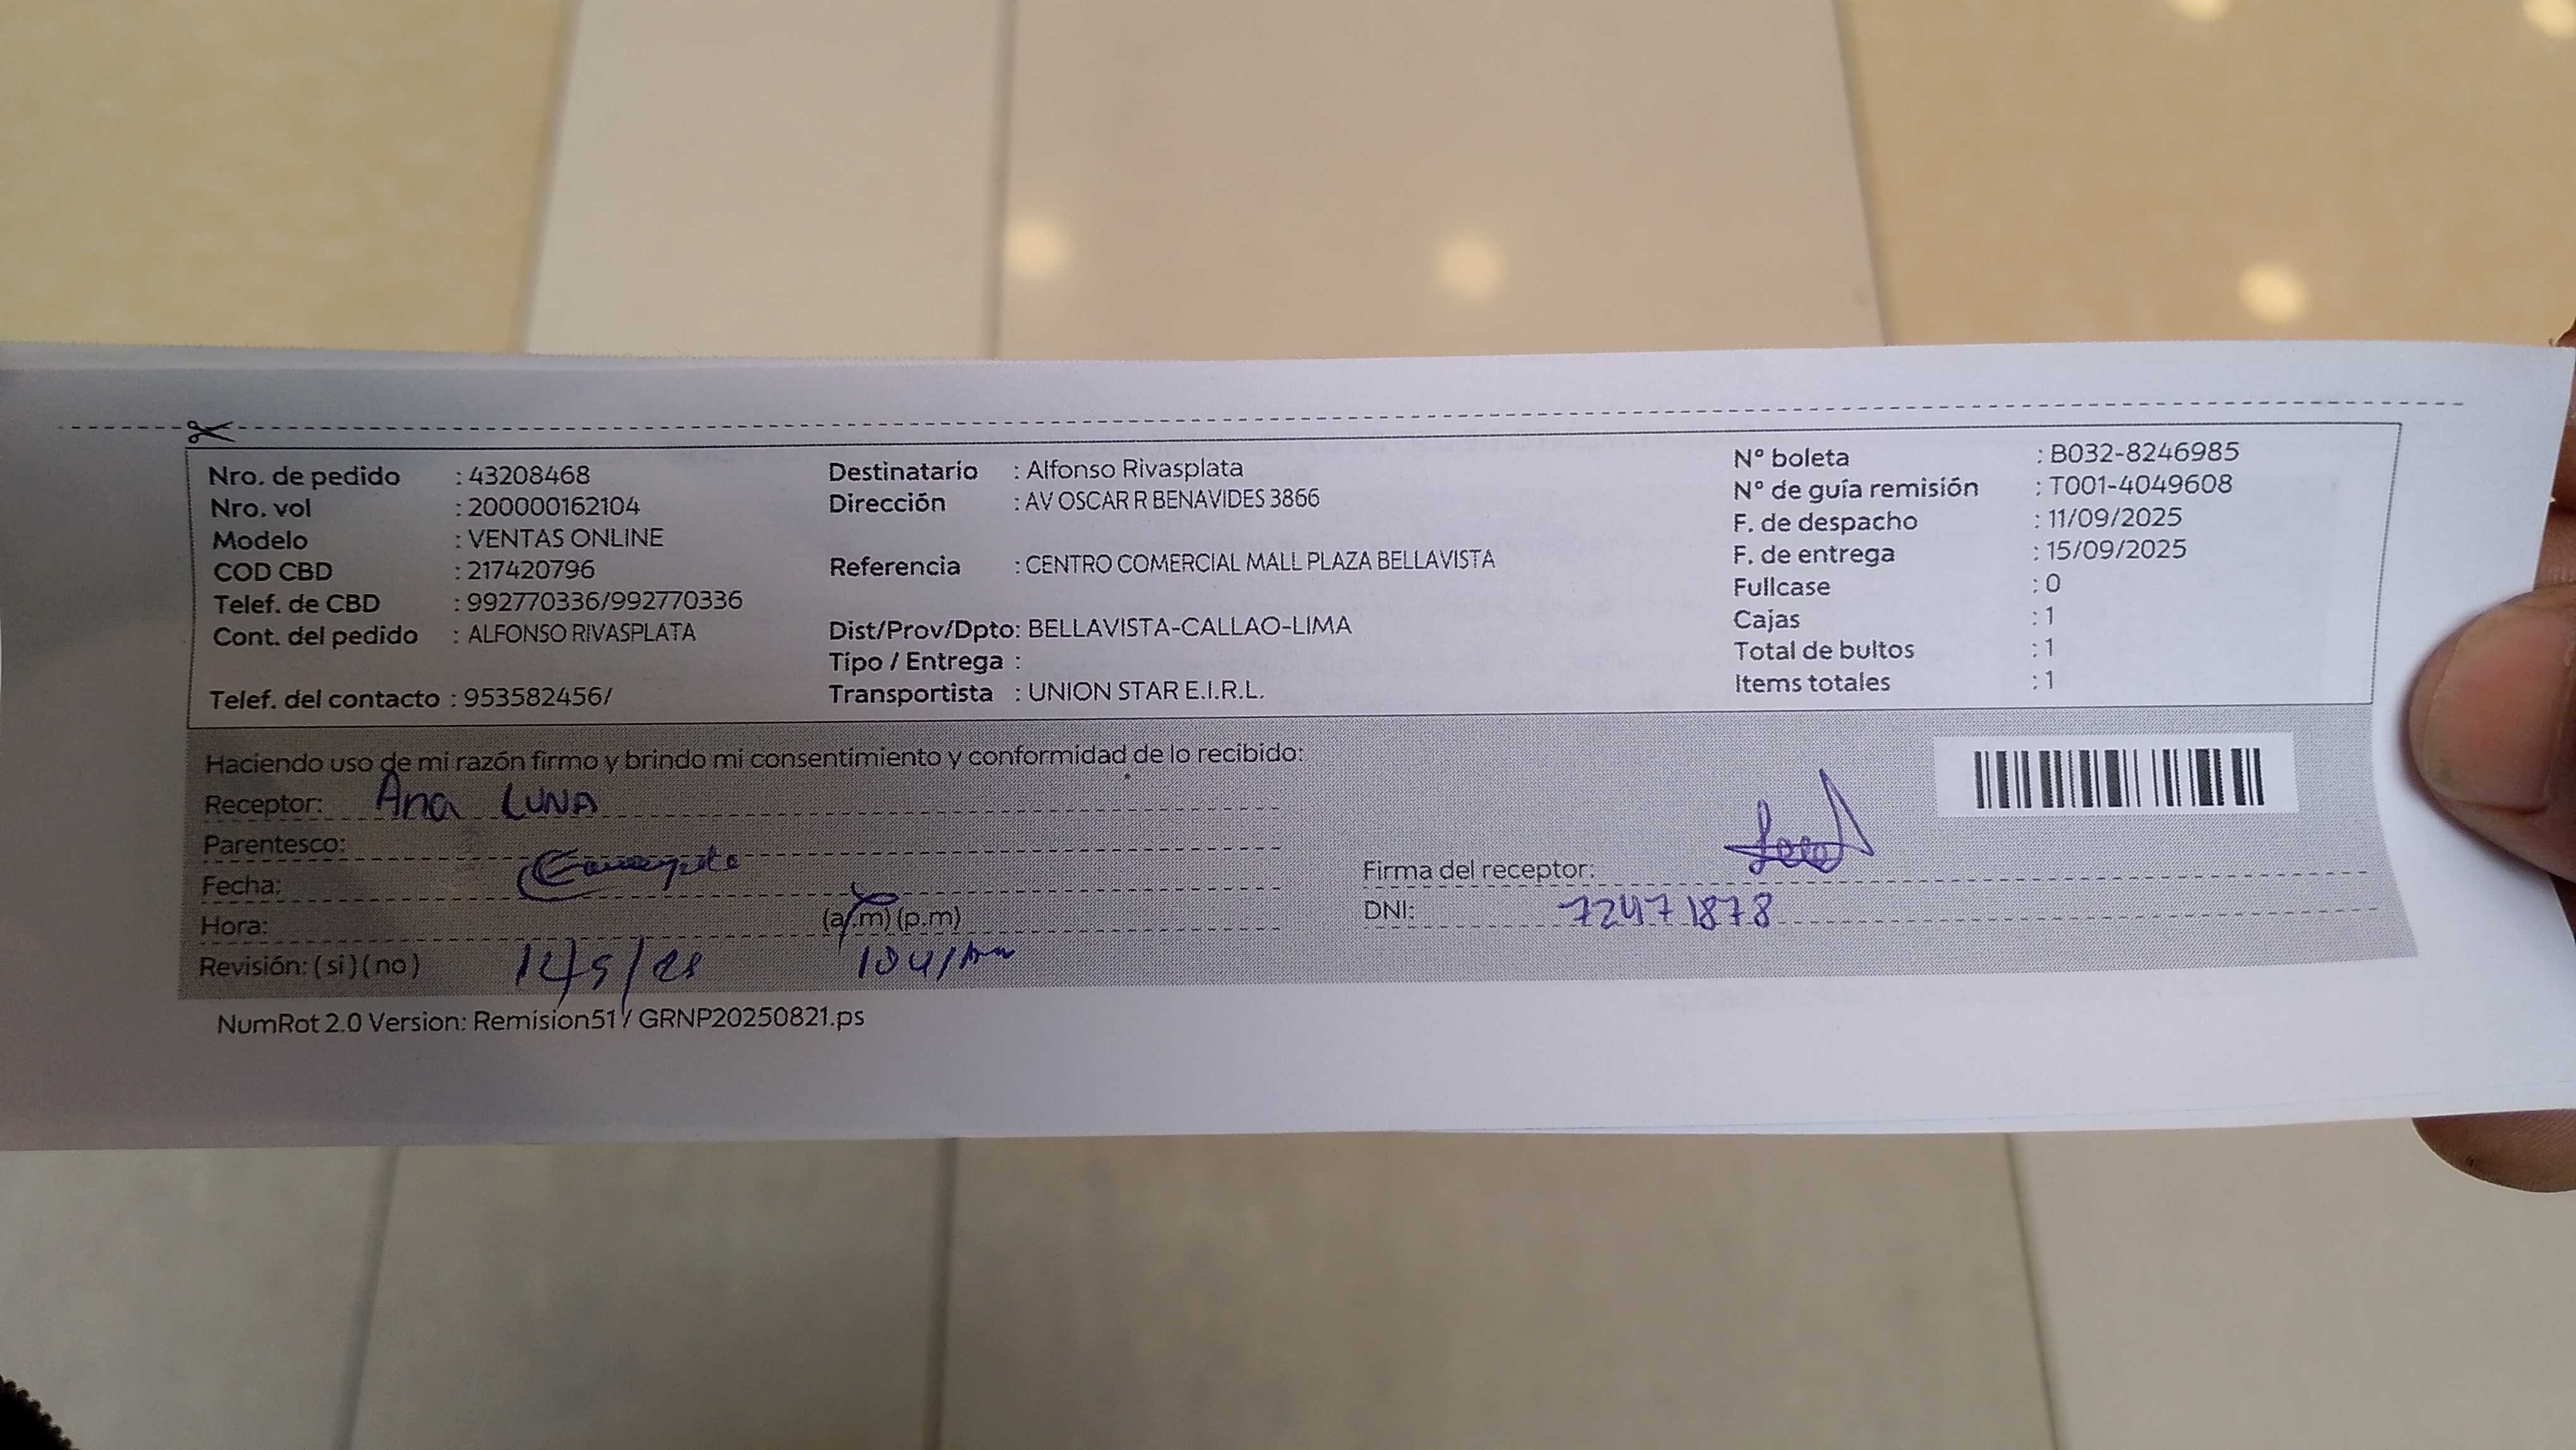 Nro. de pedido : 43208468
Nro. vol : 200000162104
Modelo : VENTAS ONLINE
COD CBD : 217420796
Telef. de CBD : 992770336/992770336
Cont. del pedido : ALFONSO RIVASPLATA
Telef. del contacto : 953582456/
Destinatario : Alfonso Rivasplata
Dirección : AV OSCAR R BENAVIDES 3866
Referencia : CENTRO COMERCIAL MALL PLAZA BELLAVISTA
Dist/Prov/Dpto: BELLAVISTA-CALLAO-LIMA
Tipo / Entrega :
Transportista : UNION STAR E.I.R.L.
Nº boleta : B032-8246985
Nº de guía remisión : T001-4049608
F. de despacho : 11/09/2025
F. de entrega : 15/09/2025
Fullcase : 0
Cajas : 1
Total de bultos : 1
Items totales : 1
Haciendo uso de mi razón firmo y brindo mi consentimiento y conformidad de lo recibido:
Receptor: Ana LUNA
Parentesco:
Fecha:
Hora: (a.m) (p.m)
Revisión: (si) (no)
Firma del receptor:
DNI: 72471878
NumRot 2.0 Version: Remision51 / GRNP20250821.ps